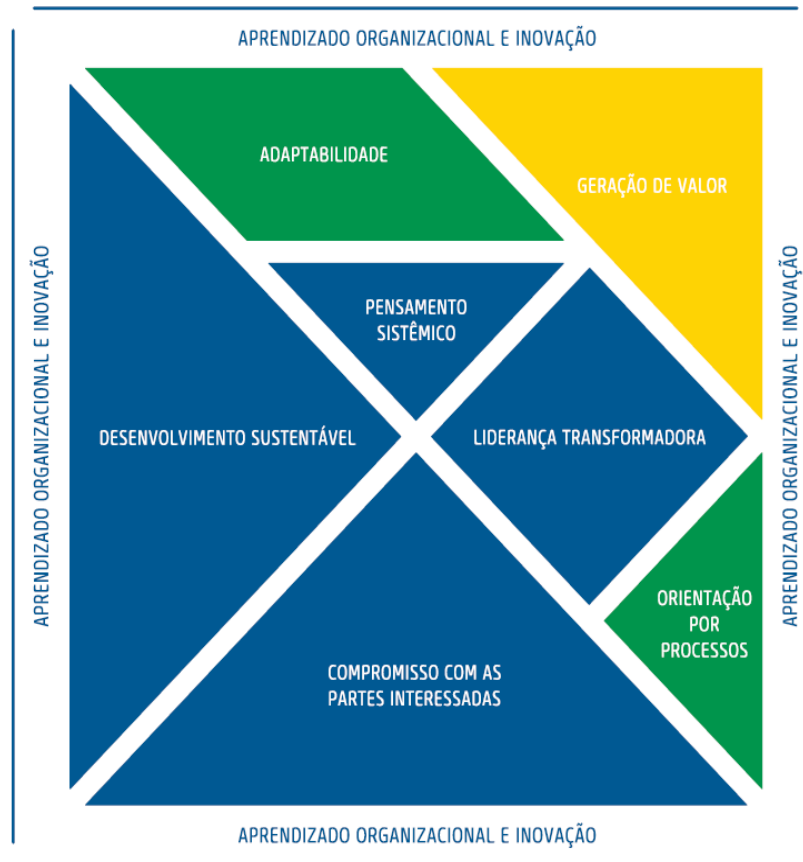 APRENDIZADO ORGANIZACIONAL E INOVAÇÃO
ADAPTABILIDADE
GERAÇÃO DE VALOR
PENSAMENTO
SISTÊMICO
DESENVOLVIMENTO SUSTENTÁVEL
LIDERANÇA TRANSFORMADORA
ORIENTAÇÃO
POR
PROCESSOS
COMPROMISSO COM AS
PARTES INTERESSADAS
APRENDIZADO ORGANIZACIONAL E INOVAÇÃO
APRENDIZADO ORGANIZACIONAL E INOVAÇÃO
APRENDIZADO ORGANIZACIONAL E INOVAÇÃO